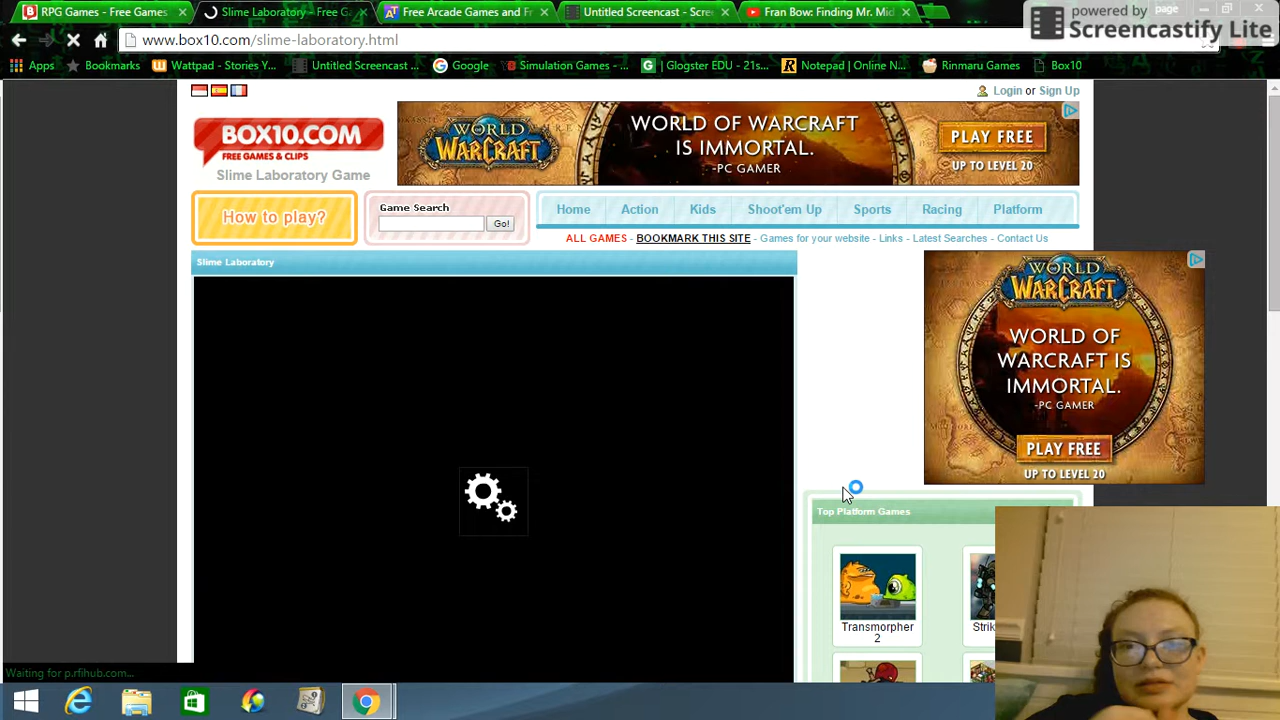 RPG Games - Free Games
Slime Laboratory - Free G
Free Arcade Games and Fr
Untitled Screencast - Scre
Fran Bow: Finding Mr. Mid
page
powered by
Screencastify Lite
www.box10.com/slime-laboratory.html
Apps
Bookmarks
Wattpad - Stories Y...
Untitled Screencast ...
Google
Simulation Games - ...
| Glogster EDU - 21s...
Notepad | Online N...
Rinmaru Games
Box10
Login or Sign Up
BOX10.COM
FREE GAMES & CLIPS
Slime Laboratory Game
WORLD WARCRAFT
WORLD OF WARCRAFT
IS IMMORTAL.
-PC GAMER
PLAY FREE
UP TO LEVEL 20
How to play?
Game Search
Go!
Home
Action
Kids
Shoot'em Up
Sports
Racing
Platform
ALL GAMES - BOOKMARK THIS SITE - Games for your website - Links - Latest Searches - Contact Us
Slime Laboratory
WORLD OF WARCRAFT
WORLD OF
WARCRAFT IS
IMMORTAL.
-PC GAMER
PLAY FREE
UP TO LEVEL 20
Top Platform Games
Transmorpher
2
Strik
Waiting for p.rfihub.com...